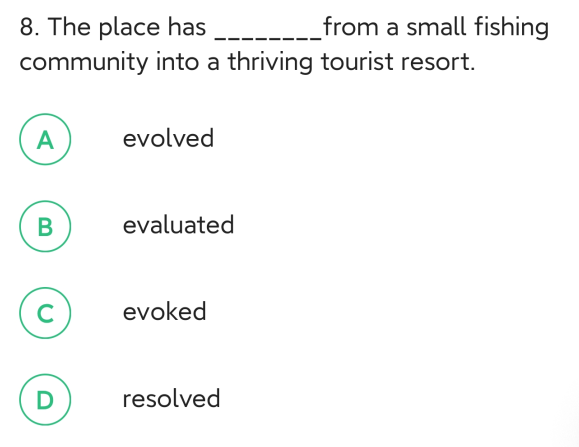 8. The place has ________from a small fishing
community into a thriving tourist resort.
A evolved
B evaluated
C evoked
D resolved